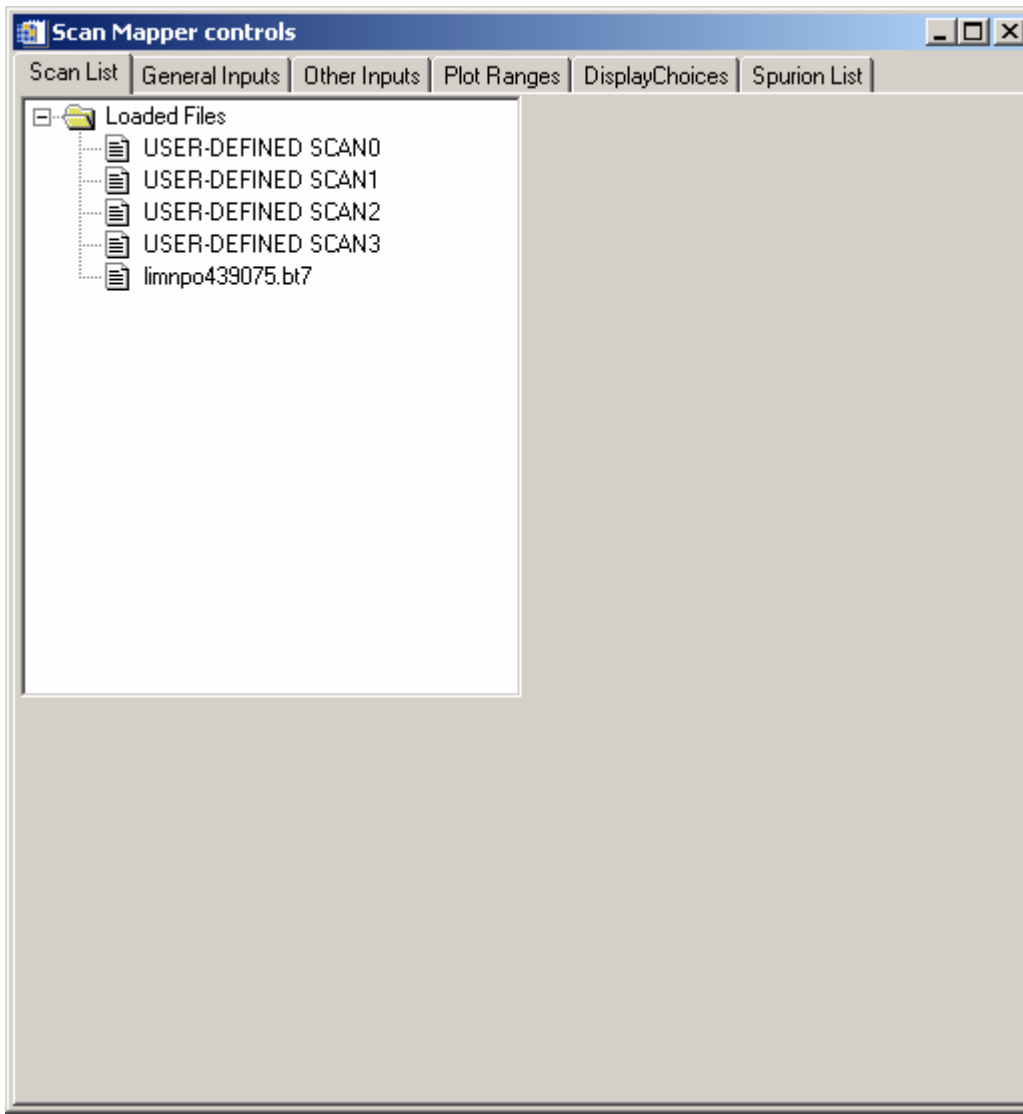 Scan Mapper controls
Scan List General Inputs Other Inputs Plot Ranges DisplayChoices Spurion List
Loaded Files
USER-DEFINED SCAN0
USER-DEFINED SCAN1
USER-DEFINED SCAN2
USER-DEFINED SCAN3
limnpo439075.bt7